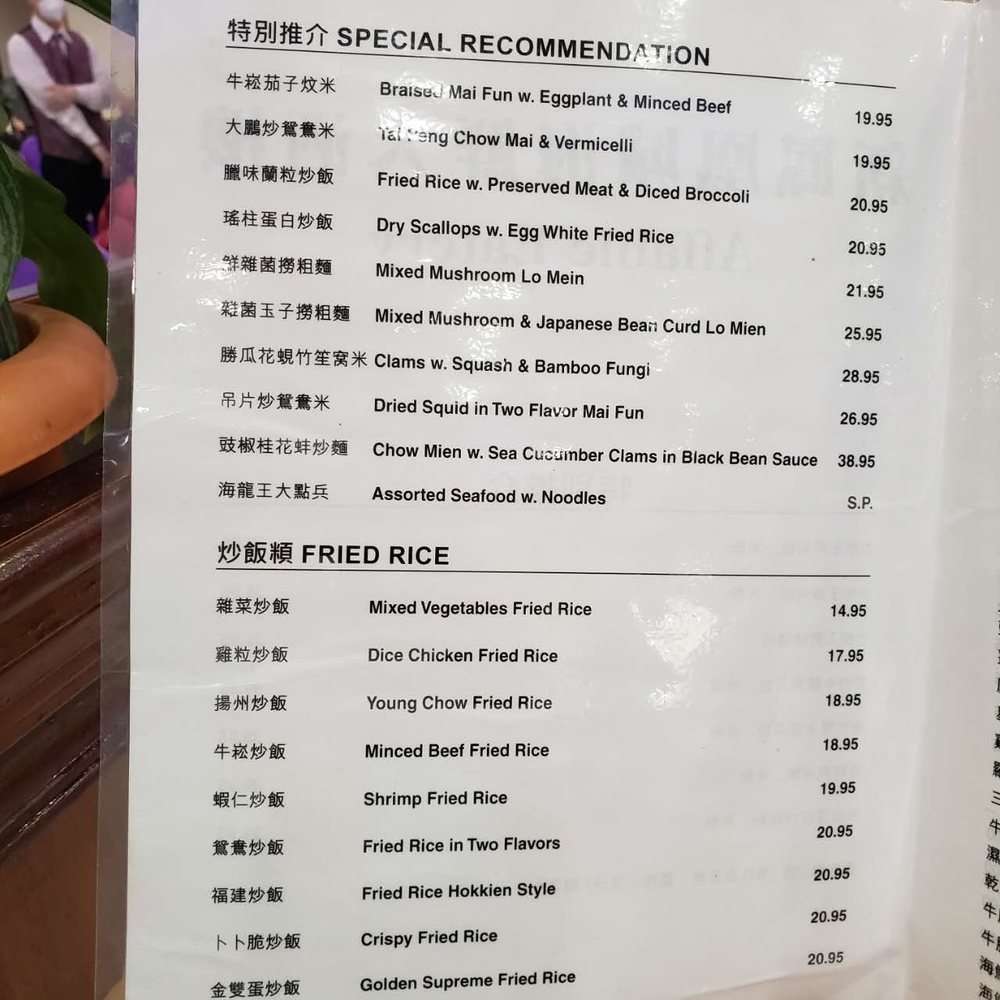 特別推介 SPECIAL RECOMMENDATION
牛崧茄子炆米 Braised Mai Fun w. Eggplant & Minced Beef 19.95
大鵬炒鴛鴦米 Tai Peng Chow Mai & Vermicelli 19.95
臘味蘭粒炒飯 Fried Rice w. Preserved Meat & Diced Broccoli 20.95
瑤柱蛋白炒飯 Dry Scallops w. Egg White Fried Rice 20.95
鮮雜菌撈粗麵 Mixed Mushroom Lo Mein 21.95
雜菌玉子撈粗麵 Mixed Mushroom & Japanese Bean Curd Lo Mien 25.95
勝瓜花蜆竹笙窩米 Clams w. Squash & Bamboo Fungi 28.95
吊片炒鴛鴦米 Dried Squid in Two Flavor Mai Fun 26.95
豉椒桂花蚌炒麵 Chow Mien w. Sea Cucumber Clams in Black Bean Sauce 38.95
海龍王大點兵 Assorted Seafood w. Noodles S.P.
炒飯類 FRIED RICE
雜菜炒飯 Mixed Vegetables Fried Rice 14.95
雞粒炒飯 Dice Chicken Fried Rice 17.95
揚州炒飯 Young Chow Fried Rice 18.95
牛崧炒飯 Minced Beef Fried Rice 18.95
蝦仁炒飯 Shrimp Fried Rice 19.95
鴛鴦炒飯 Fried Rice in Two Flavors 20.95
福建炒飯 Fried Rice Hokkien Style 20.95
卜卜脆炒飯 Crispy Fried Rice 20.95
金雙蛋炒飯 Golden Supreme Fried Rice 20.95